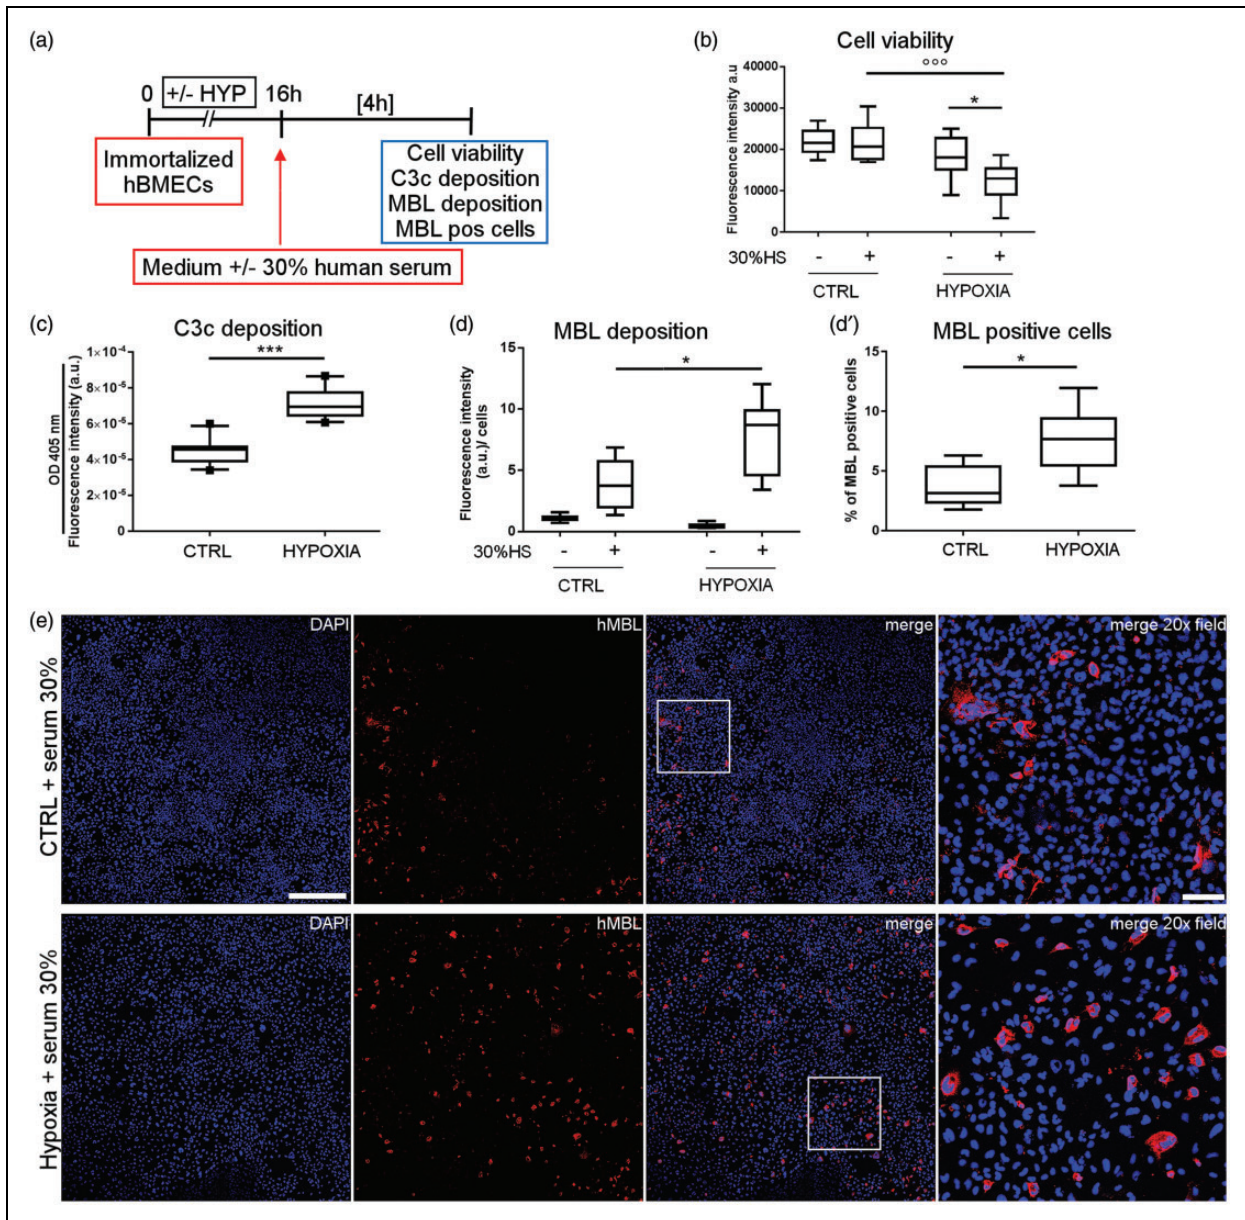 (a)
0 +/- HYP 16h [4h]
Immortalized
hBMECs
Cell viability
C3c deposition
MBL deposition
MBL pos cells
Medium +/- 30% human serum
(b)
Cell viability
Fluorescence intensity a.u
40000
30000
20000
10000
0
°°°
*
30%HS - + - +
CTRL HYPOXIA
(c)
C3c deposition
OD 405 nm
Fluorescence intensity (a.u.)
1×10-4
8×10-5
6×10-5
4×10-5
2×10-5
0
***
CTRL HYPOXIA
(d)
MBL deposition
Fluorescence intensity
(a.u.)/ cells
15
10
5
0
*
30%HS - + - +
CTRL HYPOXIA
(d')
MBL positive cells
% of MBL positive cells
15
10
5
0
*
CTRL HYPOXIA
(e)
CTRL + serum 30%
DAPI hMBL merge merge 20x field
Hypoxia + serum 30%
DAPI hMBL merge merge 20x field